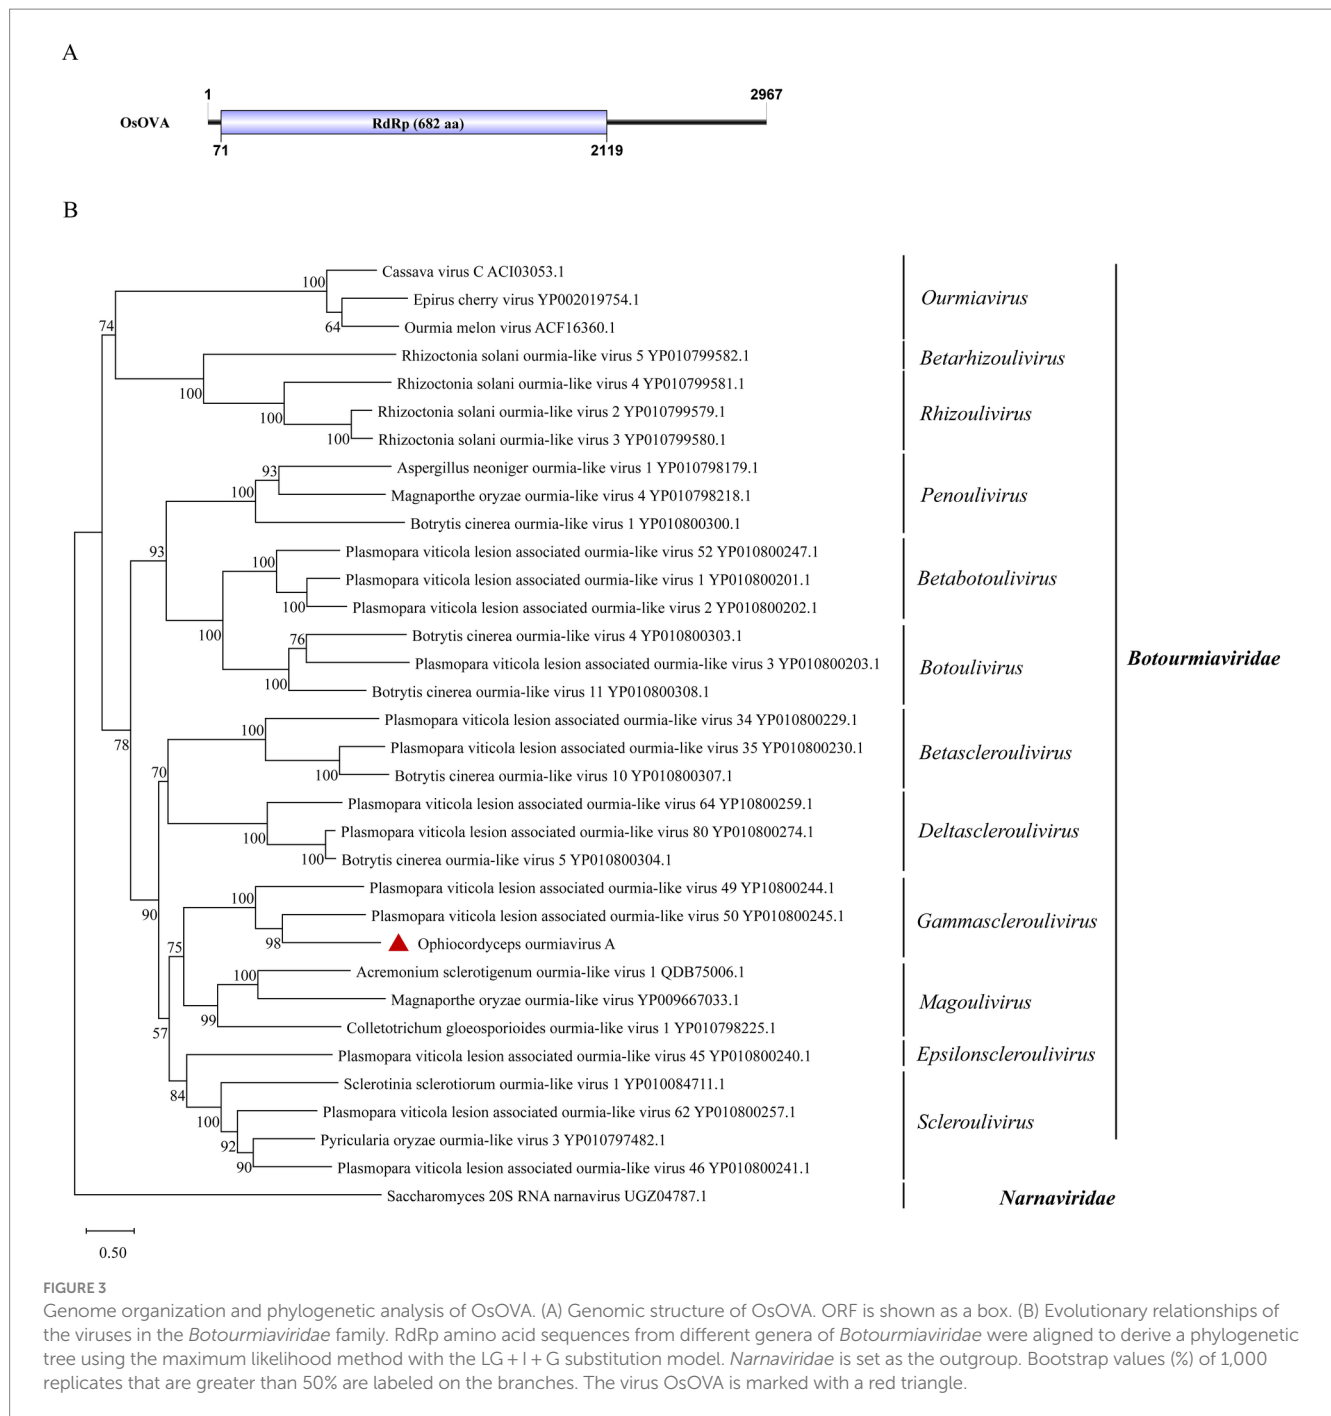 A
1
2967
OsOVA
RdRp (682 aa)
71
2119
B
Cassava virus C ACI03053.1
100
Epirus cherry virus YP002019754.1
Ourmiavirus
74
64
Ourmia melon virus ACF16360.1
Rhizoctonia solani ourmia-like virus 5 YP010799582.1
Betarhizoulivirus
100
Rhizoctonia solani ourmia-like virus 4 YP010799581.1
100
Rhizoctonia solani ourmia-like virus 2 YP010799579.1
Rhizoulivirus
100
Rhizoctonia solani ourmia-like virus 3 YP010799580.1
93
Aspergillus neoniger ourmia-like virus 1 YP010798179.1
100
Magnaporthe oryzae ourmia-like virus 4 YP010798218.1
Penoulivirus
Botrytis cinerea ourmia-like virus 1 YP010800300.1
93
Plasmopara viticola lesion associated ourmia-like virus 52 YP010800247.1
100
Plasmopara viticola lesion associated ourmia-like virus 1 YP010800201.1
Betabotoulivirus
100
Plasmopara viticola lesion associated ourmia-like virus 2 YP010800202.1
100
76
Botrytis cinerea ourmia-like virus 4 YP010800303.1
Plasmopara viticola lesion associated ourmia-like virus 3 YP010800203.1
Botoulivirus
Botourmiaviridae
100
Botrytis cinerea ourmia-like virus 11 YP010800308.1
Plasmopara viticola lesion associated ourmia-like virus 34 YP010800229.1
100
78
Plasmopara viticola lesion associated ourmia-like virus 35 YP010800230.1
Betascleroulivirus
70
100
Botrytis cinerea ourmia-like virus 10 YP010800307.1
Plasmopara viticola lesion associated ourmia-like virus 64 YP10800259.1
100
Plasmopara viticola lesion associated ourmia-like virus 80 YP010800274.1
Deltascleroulivirus
100
Botrytis cinerea ourmia-like virus 5 YP010800304.1
Plasmopara viticola lesion associated ourmia-like virus 49 YP10800244.1
100
90
Plasmopara viticola lesion associated ourmia-like virus 50 YP010800245.1
Gammascleroulivirus
98
Ophiocordyceps ourmiavirus A
75
Acremonium sclerotigenum ourmia-like virus 1 QDB75006.1
100
Magnaporthe oryzae ourmia-like virus YP009667033.1
Magoulivirus
99
Colletotrichum gloeosporioides ourmia-like virus 1 YP010798225.1
57
Plasmopara viticola lesion associated ourmia-like virus 45 YP010800240.1
Epsilonscleroulivirus
84
Sclerotinia sclerotiorum ourmia-like virus 1 YP010084711.1
100
Plasmopara viticola lesion associated ourmia-like virus 62 YP010800257.1
Scleroulivirus
92
Pyricularia oryzae ourmia-like virus 3 YP010797482.1
90
Plasmopara viticola lesion associated ourmia-like virus 46 YP010800241.1
Saccharomyces 20S RNA narnavirus UGZ04787.1
Narnaviridae
0.50
FIGURE 3
Genome organization and phylogenetic analysis of OsOVA. (A) Genomic structure of OsOVA. ORF is shown as a box. (B) Evolutionary relationships of
the viruses in the Botourmiaviridae family. RdRp amino acid sequences from different genera of Botourmiaviridae were aligned to derive a phylogenetic
tree using the maximum likelihood method with the LG + I + G substitution model. Narnaviridae is set as the outgroup. Bootstrap values (%) of 1,000
replicates that are greater than 50% are labeled on the branches. The virus OsOVA is marked with a red triangle.